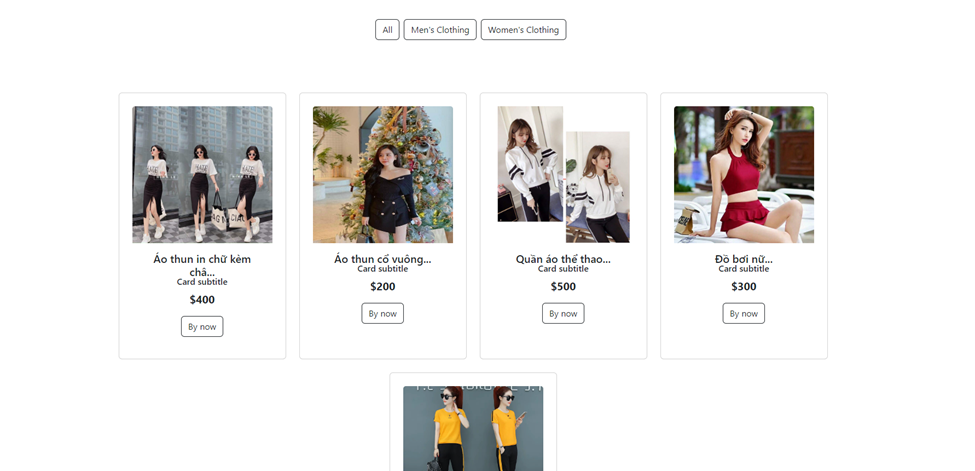 All
Men's Clothing
Women's Clothing
Áo thun in chữ kèm
châ...
Card subtitle
$400
By now
Áo thun cổ vuông...
Card subtitle
$200
By now
Quần áo thể thao...
Card subtitle
$500
By now
Đồ bơi nữ...
Card subtitle
$300
By now